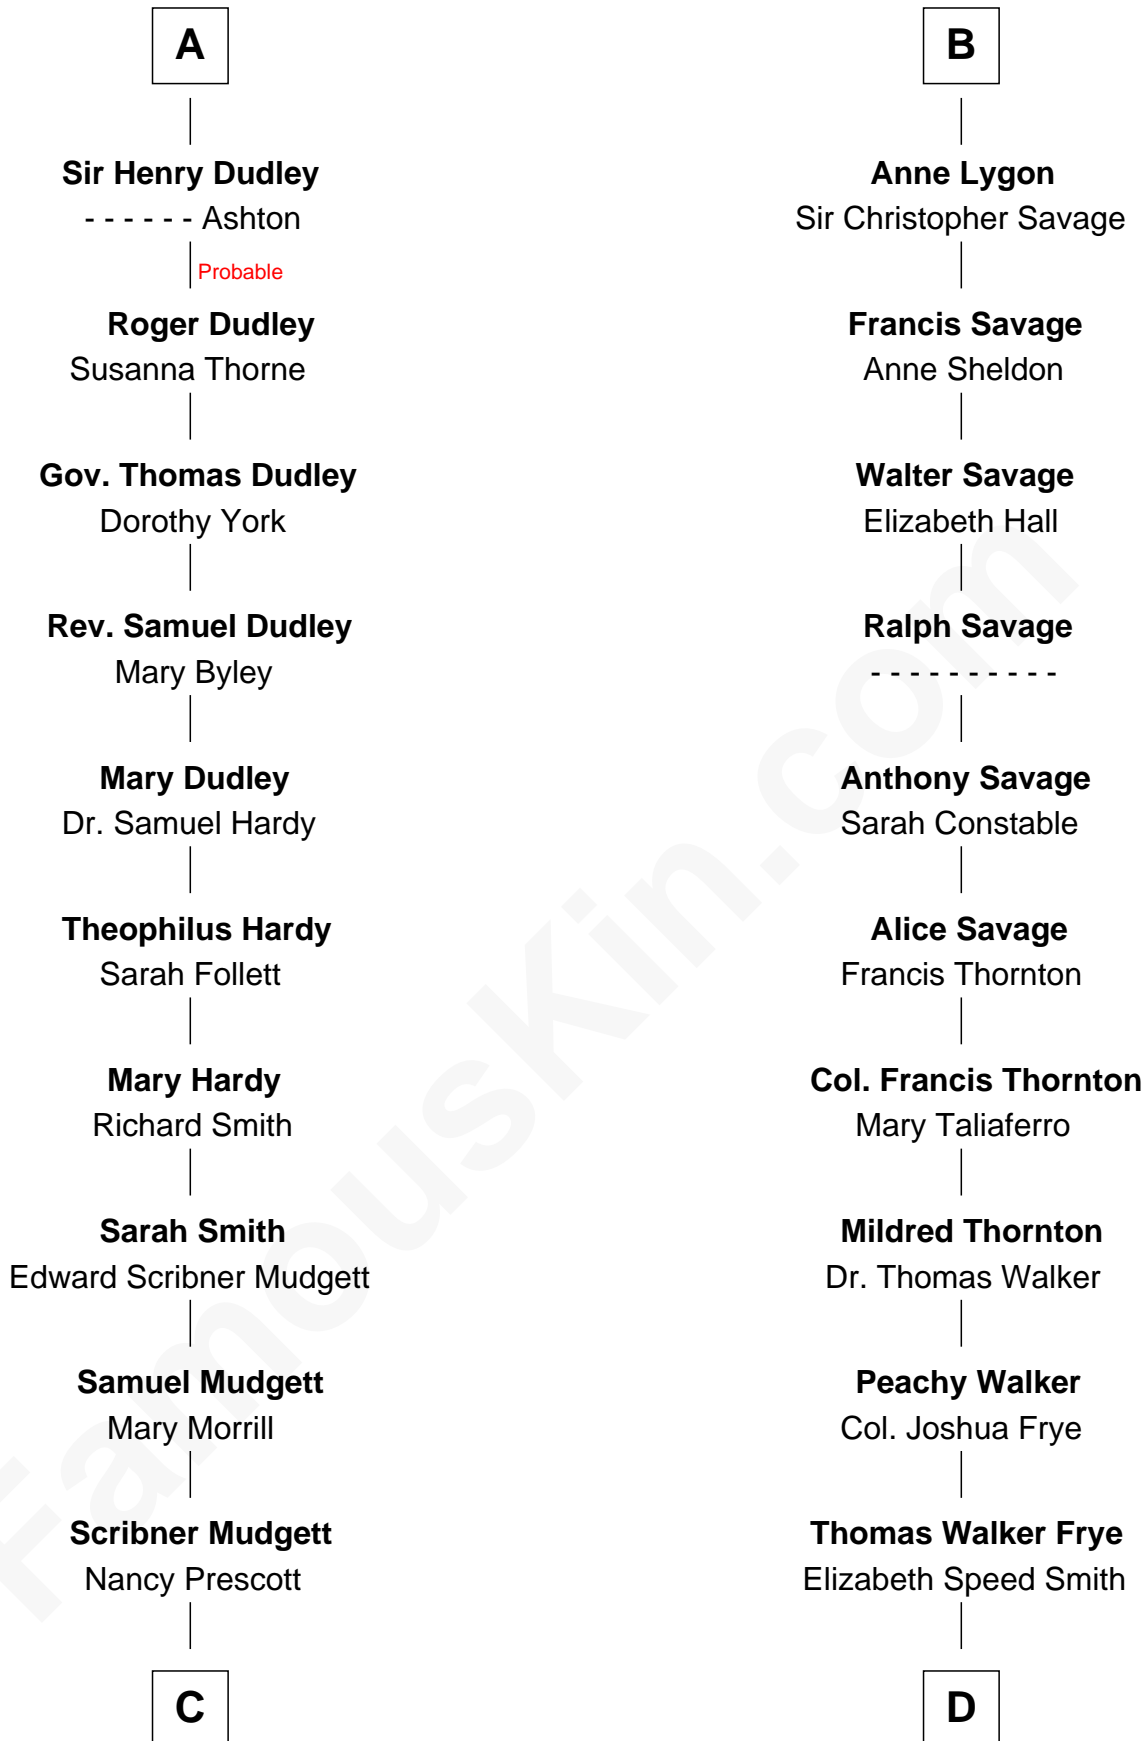 A
Sir Henry Dudley
- - - - - - Ashton
Probable
Roger Dudley
Susanna Thorne
Gov. Thomas Dudley
Dorothy York
Rev. Samuel Dudley
Mary Byley
Mary Dudley
Dr. Samuel Hardy
Theophilus Hardy
Sarah Follett
Mary Hardy
Richard Smith
Sarah Smith
Edward Scribner Mudgett
Samuel Mudgett
Mary Morrill
Scribner Mudgett
Nancy Prescott
C
B
Anne Lygon
Sir Christopher Savage
Francis Savage
Anne Sheldon
Walter Savage
Elizabeth Hall
Ralph Savage
- - - - - - - - - -
Anthony Savage
Sarah Constable
Alice Savage
Francis Thornton
Col. Francis Thornton
Mary Taliaferro
Mildred Thornton
Dr. Thomas Walker
Peachy Walker
Col. Joshua Frye
Thomas Walker Frye
Elizabeth Speed Smith
D
FamousKin.com